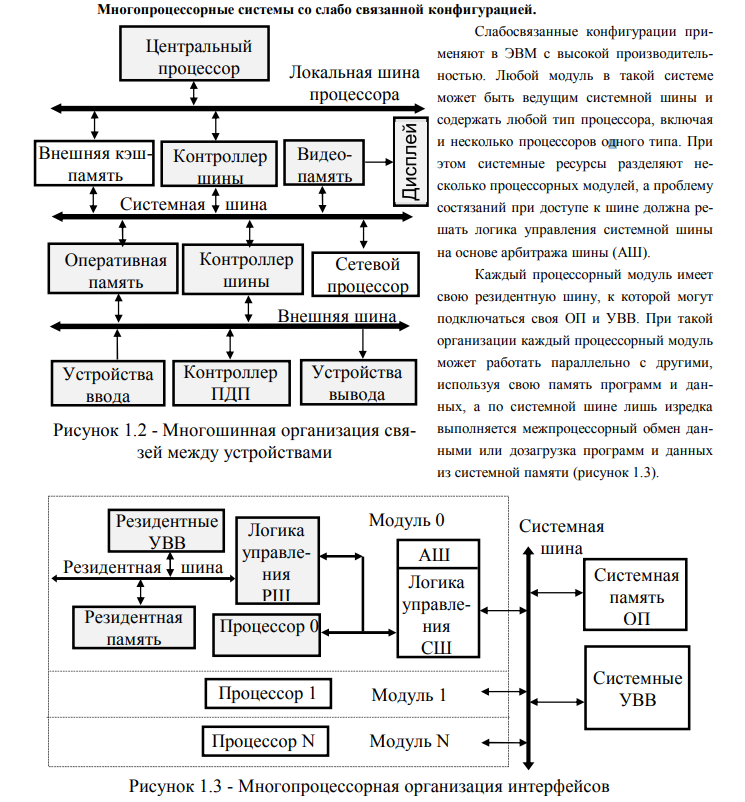 Многопроцессорные системы со слабо связанной конфигурацией.
Центральный
процессор
Локальная шина
процессора
Внешняя кэш-
память
Контроллер
шины
Видео-
память
Дисплей
Системная шина
Оперативная
память
Контроллер
шины
Сетевой
процессор
Внешняя шина
Устройства
ввода
Контроллер
ПДП
Устройства
вывода
Рисунок 1.2 - Многошинная организация свя-
зей между устройствами
Слабосвязанные конфигурации при-
меняют в ЭВМ с высокой производитель-
ностью. Любой модуль в такой системе
может быть ведущим системной шины и
содержать любой тип процессора, включая
и несколько процессоров одного типа. При
этом системные ресурсы разделяют не-
сколько процессорных модулей, а проблему
состязаний при доступе к шине должна ре-
шать логика управления системной шины
на основе арбитража шины (АШ).
Каждый процессорный модуль имеет
свою резидентную шину, к которой могут
подключаться своя ОП и УВВ. При такой
организации каждый процессорный модуль
может работать параллельно с другими,
используя свою память программ и дан-
ных, а по системной шине лишь изредка
выполняется межпроцессорный обмен дан-
ными или дозагрузка программ и данных
из системной памяти (рисунок 1.3).
Резидентные
УВВ
Резидентная шина
Резидентная
память
Логика
управле-
ния
РШ
Процессор 0
Модуль 0
АШ
Логика
управле-
ния
СШ
Системная
шина
Системная
память
ОП
Системные
УВВ
Процессор 1
Модуль 1
Процессор N
Модуль N
Рисунок 1.3 - Многопроцессорная организация интерфейсов